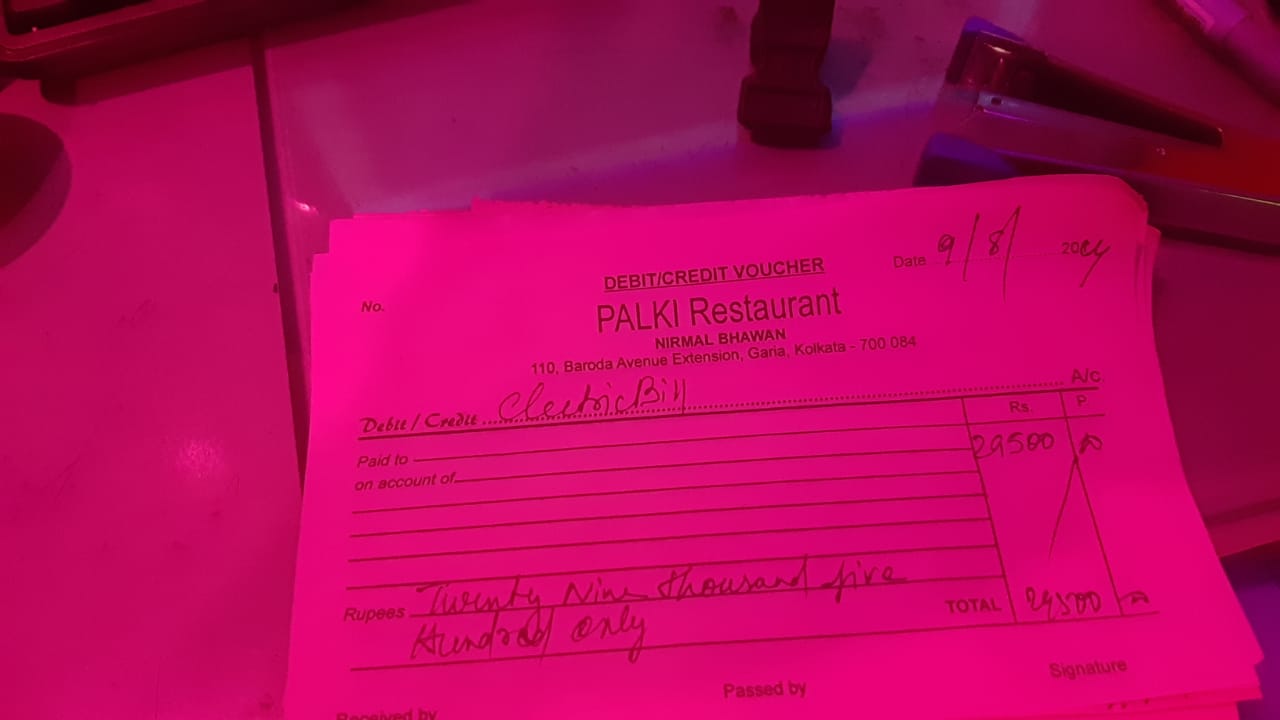 Date 9/8/2024
DEBIT/CREDIT VOUCHER
No.
PALKI Restaurant
NIRMAL BHAWAN
110, Baroda Avenue Extension, Garia, Kolkata - 700 084
Debit / Credit Electric Bill A/c.
Rs. P.
Paid to 29500
on account of
Rupees Twenty Nine thousand five
Hundred only TOTAL 29500
Signature
Passed by
Received by